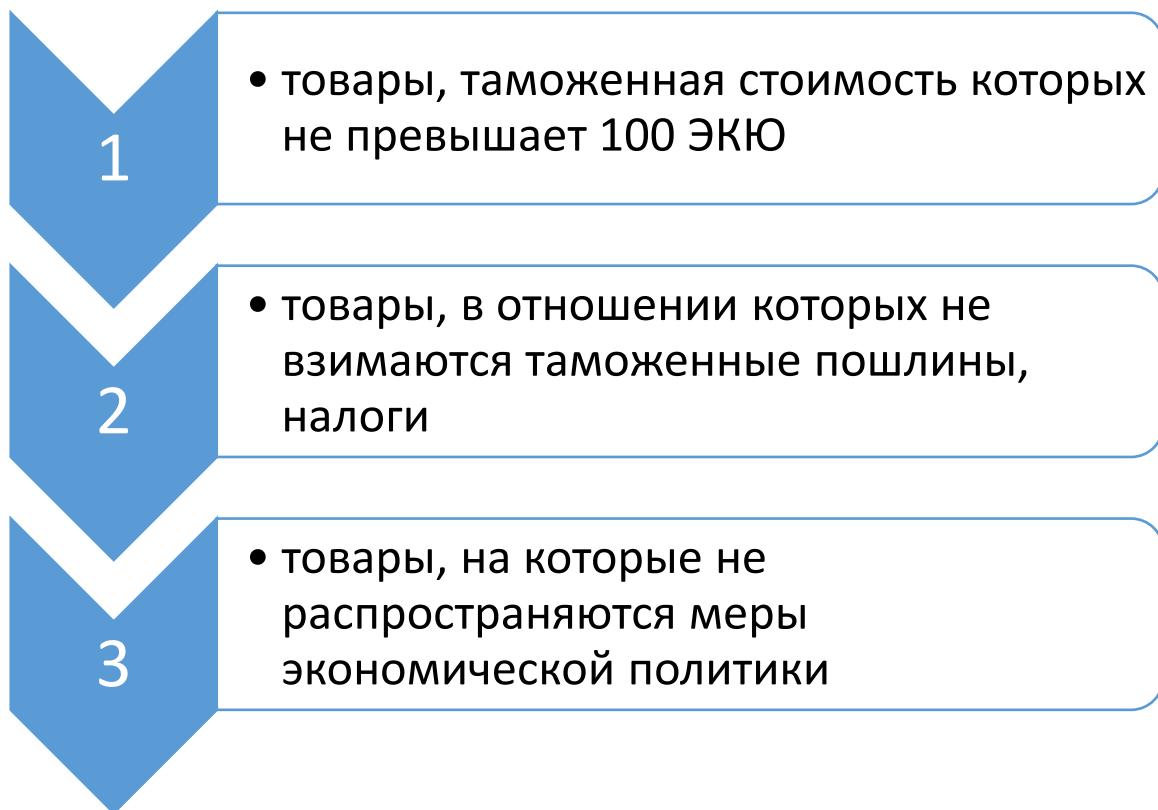 1
• товары, таможенная стоимость которых
не превышает 100 ЭКЮ
2
• товары, в отношении которых не
взимаются таможенные пошлины,
налоги
3
• товары, на которые не
распространяются меры
экономической политики